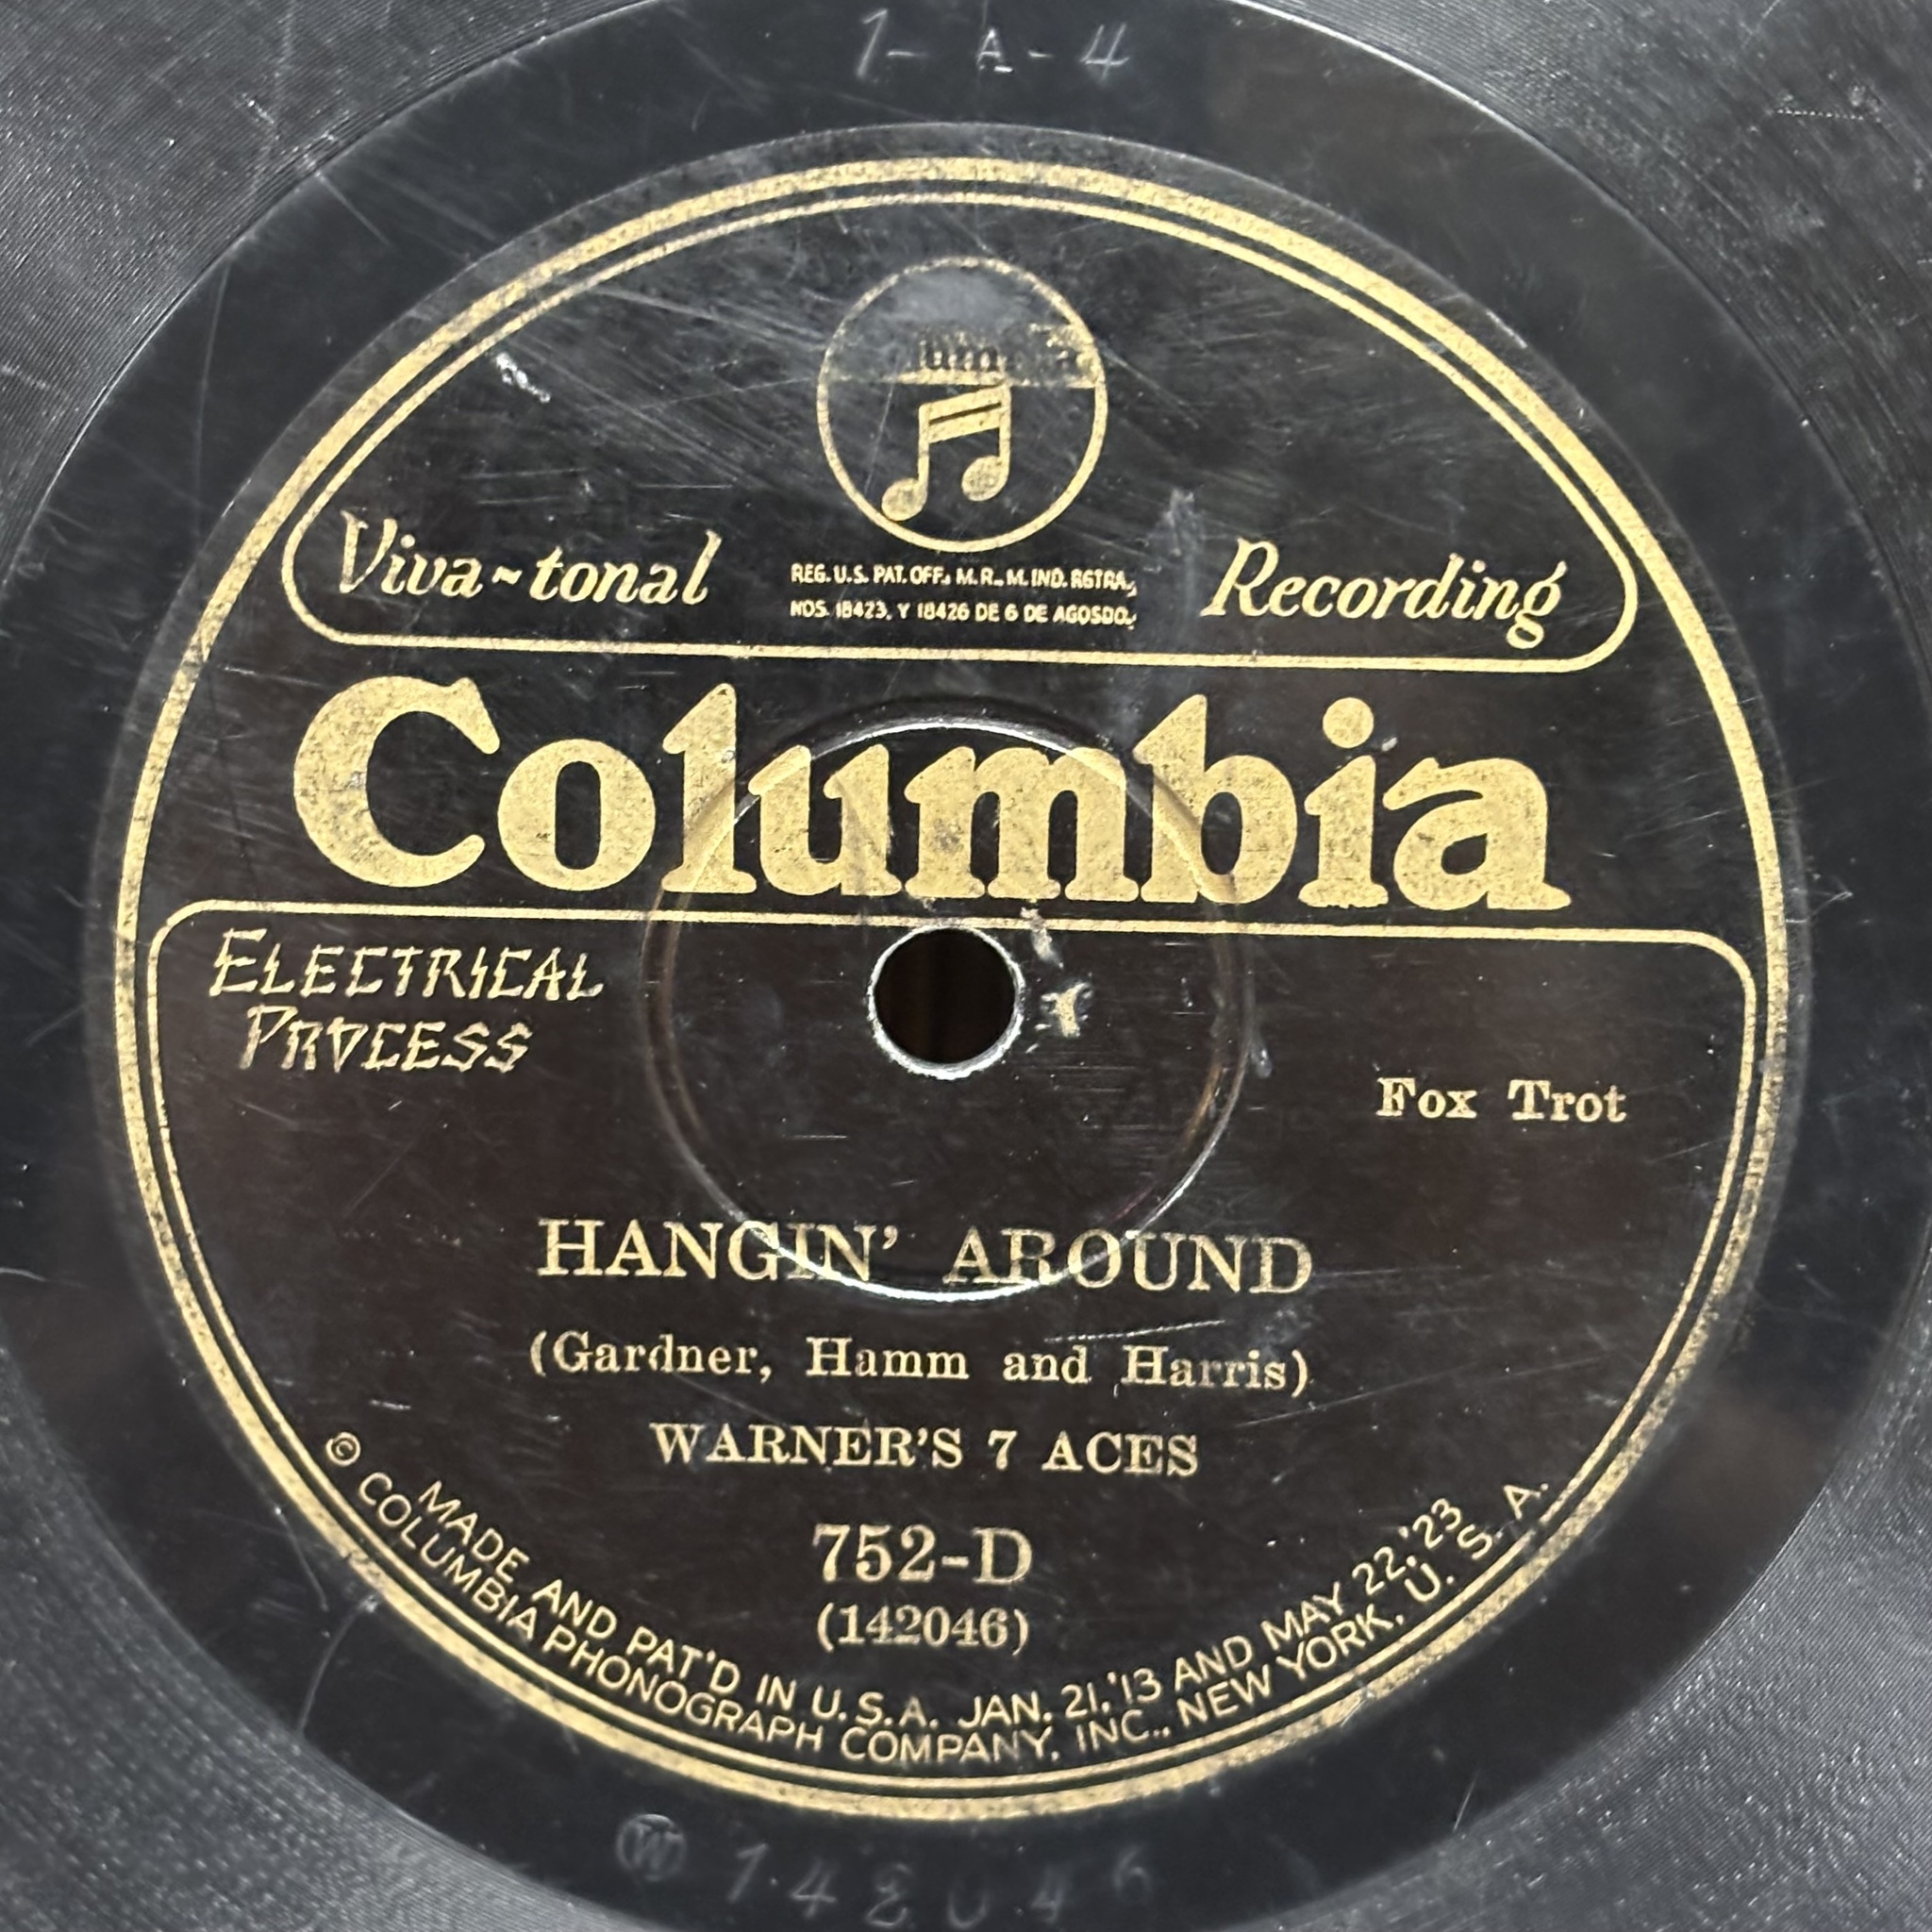 1 - A - 4
Viva-tonal
Recording
REG. U.S. PAT. OFF., M. R. M. IND. RGTRA.,
NOS. 18423, Y 18426 DE 6 DE
Columbia
ELECTRICAL
PROCESS
Fox Trot
HANGIN' AROUND
(Gardner, Hamm and Harris)
WARNER'S 7 ACES
752-D
(142046)
MADE AND PAT'D IN U.S.A. JAN. 21,'13 AND MAY 22,'23
© COLUMBIA PHONOGRAPH COMPANY, INC., NEW YORK, U. S. A.
W 142046